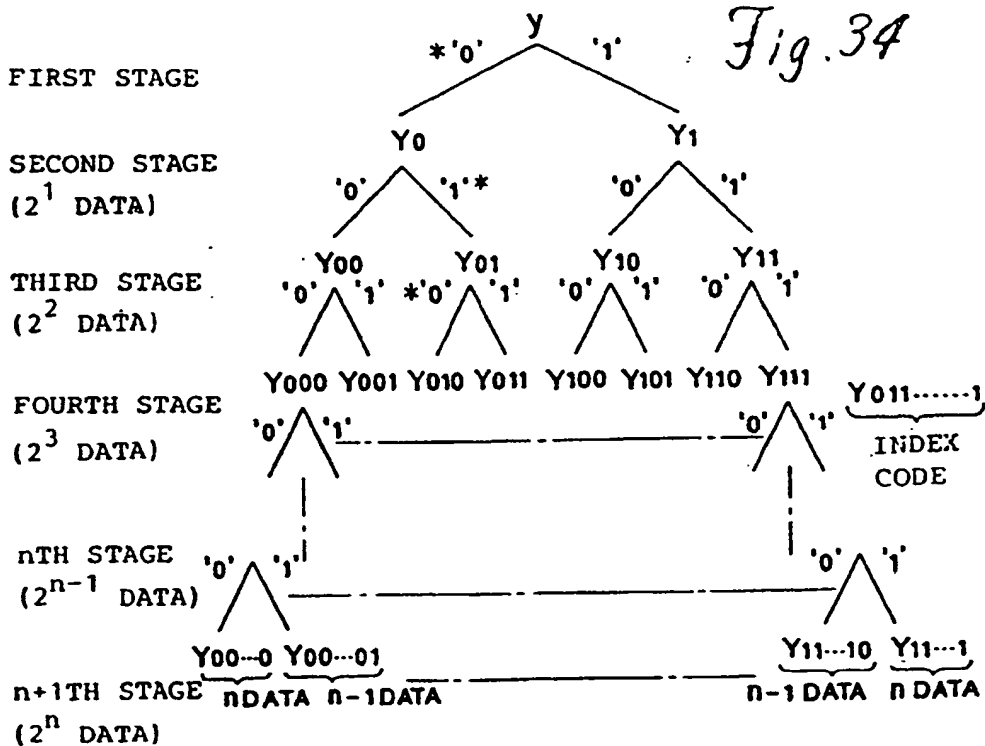 Fig. 34
y
*'0' '1'
FIRST STAGE
Y0 Y1
SECOND STAGE
(2^1 DATA)
'0' '1'* '0' '1'
Y00 Y01 Y10 Y11
THIRD STAGE
(2^2 DATA)
'0' '1' *'0' '1' '0' '1' '0' '1'
Y000 Y001 Y010 Y011 Y100 Y101 Y110 Y111
FOURTH STAGE
(2^3 DATA)
'0' '1' '0' '1'
Y011......1
INDEX
CODE
nTH STAGE
(2^n-1 DATA)
'0' '1' '0' '1'
Y00...0 Y00...01 Y11...10 Y11...1
n+1TH STAGE
(2^n DATA)
nDATA n-1DATA n-1 DATA n DATA